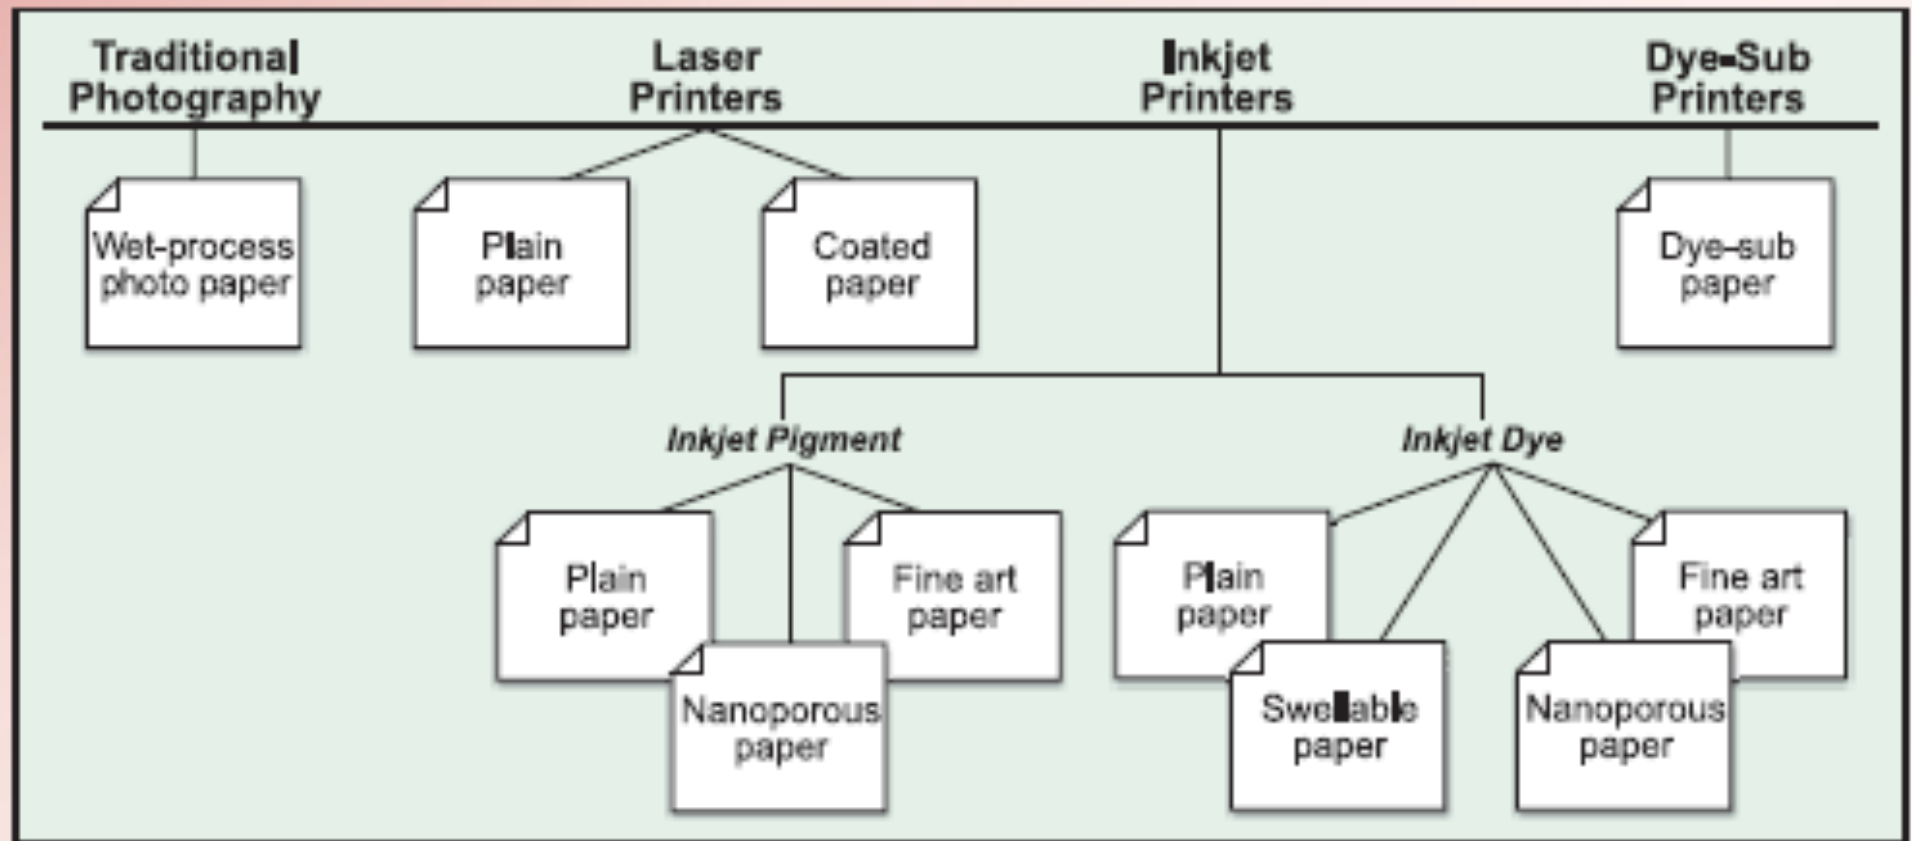 Traditional
Photography
Laser
Printers
Inkjet
Printers
Dye-Sub
Printers
Wet-process
photo paper
Plain
paper
Coated
paper
Dye-sub
paper
Inkjet Pigment
Inkjet Dye
Plain
paper
Nanoporous
paper
Fine art
paper
Plain
paper
Swellable
paper
Nanoporous
paper
Fine art
paper